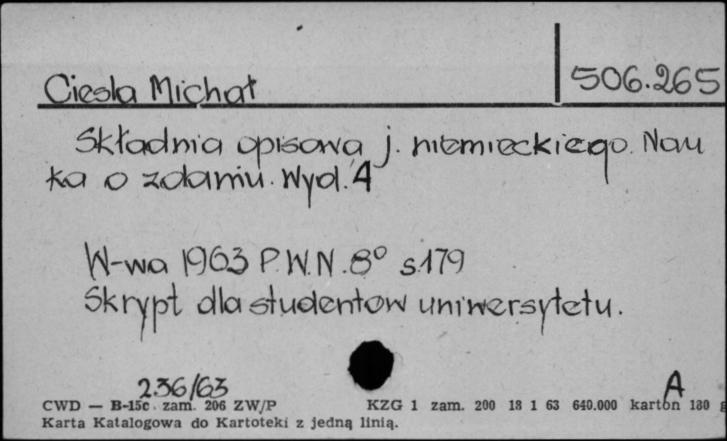 506.265
Ciesla Michał
Składnia opisowa j. niemieckiego. Nau
ka o zdaniu. Wyd. 4
W-wa 1963 P.W.N. 8° s.179
Skrypt dla studentow uniwersytetu.
236/63
A
CWD — B-15c zam. 206 ZW/P KZG 1 zam. 200 18 1 63 640.000 karton 180 g
Karta Katalogowa do Kartoteki z jedną linią.